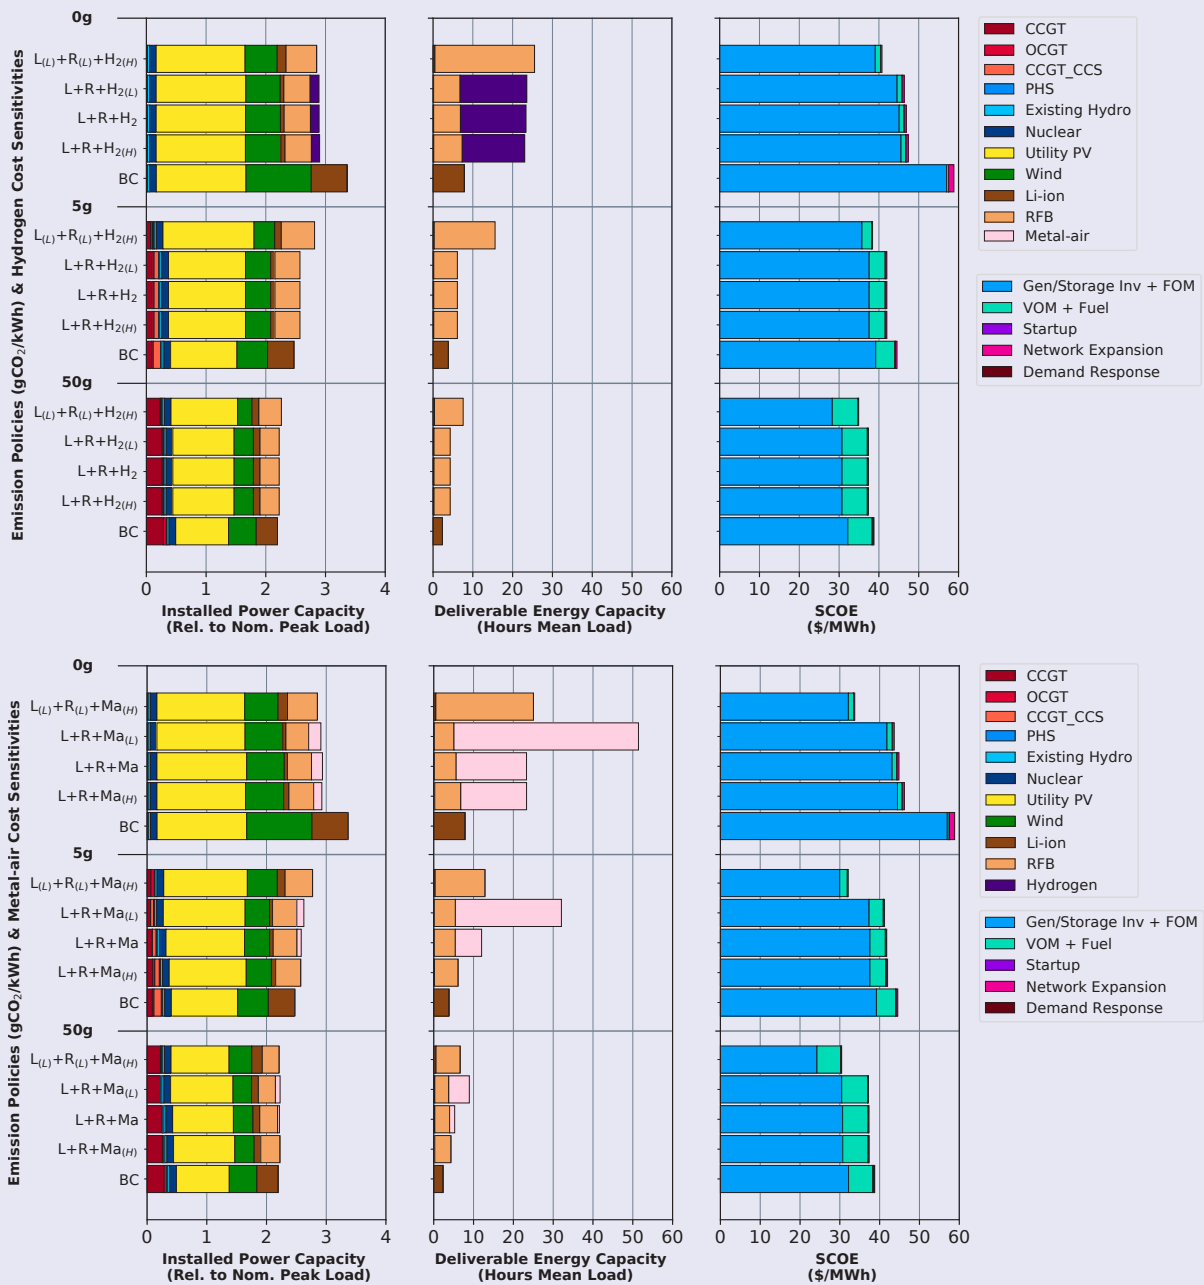 Emission Policies (gCO₂/kWh) & Hydrogen Cost Sensitivities
0g
L(L)+R(L)+H2(H)
L+R+H2(L)
L+R+H₂
L+R+H2(H)
BC
5g
L(L)+R(L)+H2(H)
L+R+H2(L)
L+R+H₂
L+R+H2(H)
BC
50g
L(L)+R(L)+H2(H)
L+R+H2(L)
L+R+H₂
L+R+H2(H)
BC
0 1 2 3 4
Installed Power Capacity
(Rel. to Nom. Peak Load)
0 10 20 30 40 50 60
Deliverable Energy Capacity
(Hours Mean Load)
0 10 20 30 40 50 60
SCOE
($/MWh)
CCGT
OCGT
CCGT_CCS
PHS
Existing Hydro
Nuclear
Utility PV
Wind
Li-ion
RFB
Metal-air
Gen/Storage Inv + FOM
VOM + Fuel
Startup
Network Expansion
Demand Response
Emission Policies (gCO₂/kWh) & Metal-air Cost Sensitivities
0g
L(L)+R(L)+Ma(H)
L+R+Ma(L)
L+R+Ma
L+R+Ma(H)
BC
5g
L(L)+R(L)+Ma(H)
L+R+Ma(L)
L+R+Ma
L+R+Ma(H)
BC
50g
L(L)+R(L)+Ma(H)
L+R+Ma(L)
L+R+Ma
L+R+Ma(H)
BC
0 1 2 3 4
Installed Power Capacity
(Rel. to Nom. Peak Load)
0 10 20 30 40 50 60
Deliverable Energy Capacity
(Hours Mean Load)
0 10 20 30 40 50 60
SCOE
($/MWh)
CCGT
OCGT
CCGT_CCS
PHS
Existing Hydro
Nuclear
Utility PV
Wind
Li-ion
RFB
Hydrogen
Gen/Storage Inv + FOM
VOM + Fuel
Startup
Network Expansion
Demand Response